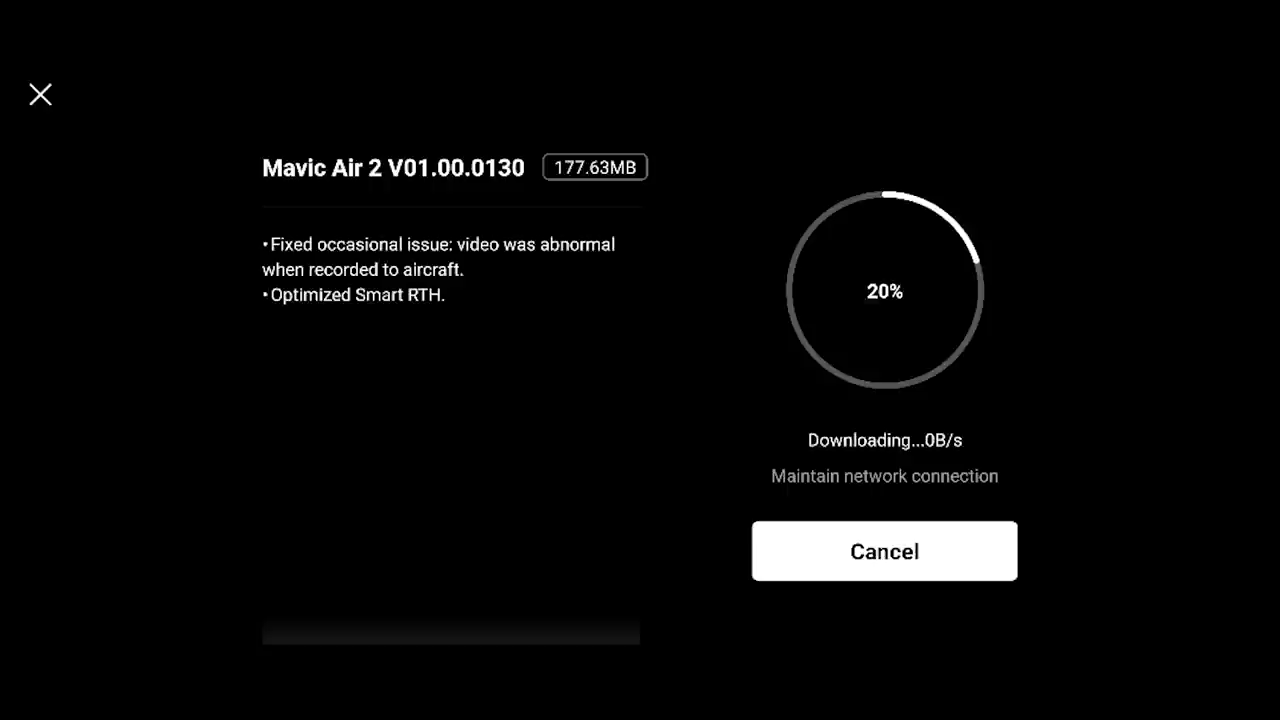 Mavic Air 2 V01.00.0130 177.63MB
•Fixed occasional issue: video was abnormal
when recorded to aircraft.
•Optimized Smart RTH.
20%
Downloading...0B/s
Maintain network connection
Cancel